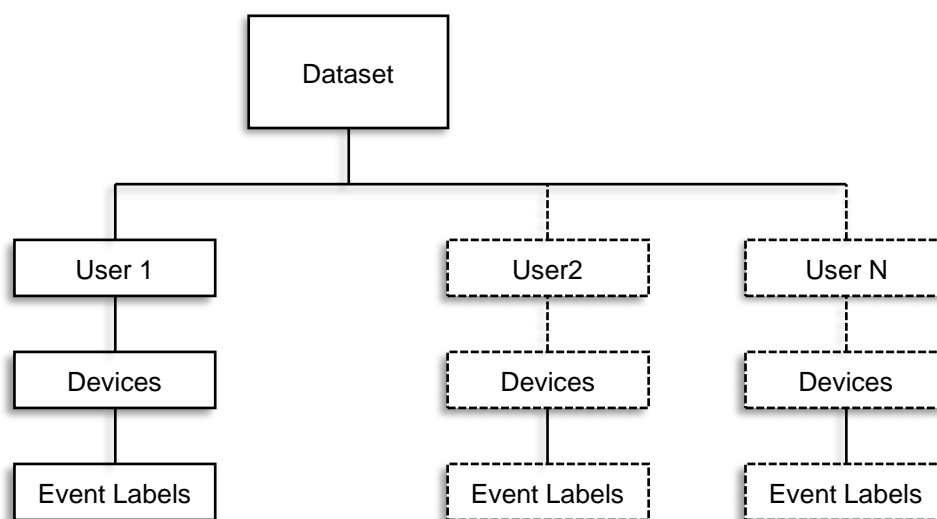 Dataset
User 1
User2
User N
Devices
Devices
Devices
Event Labels
Event Labels
Event Labels